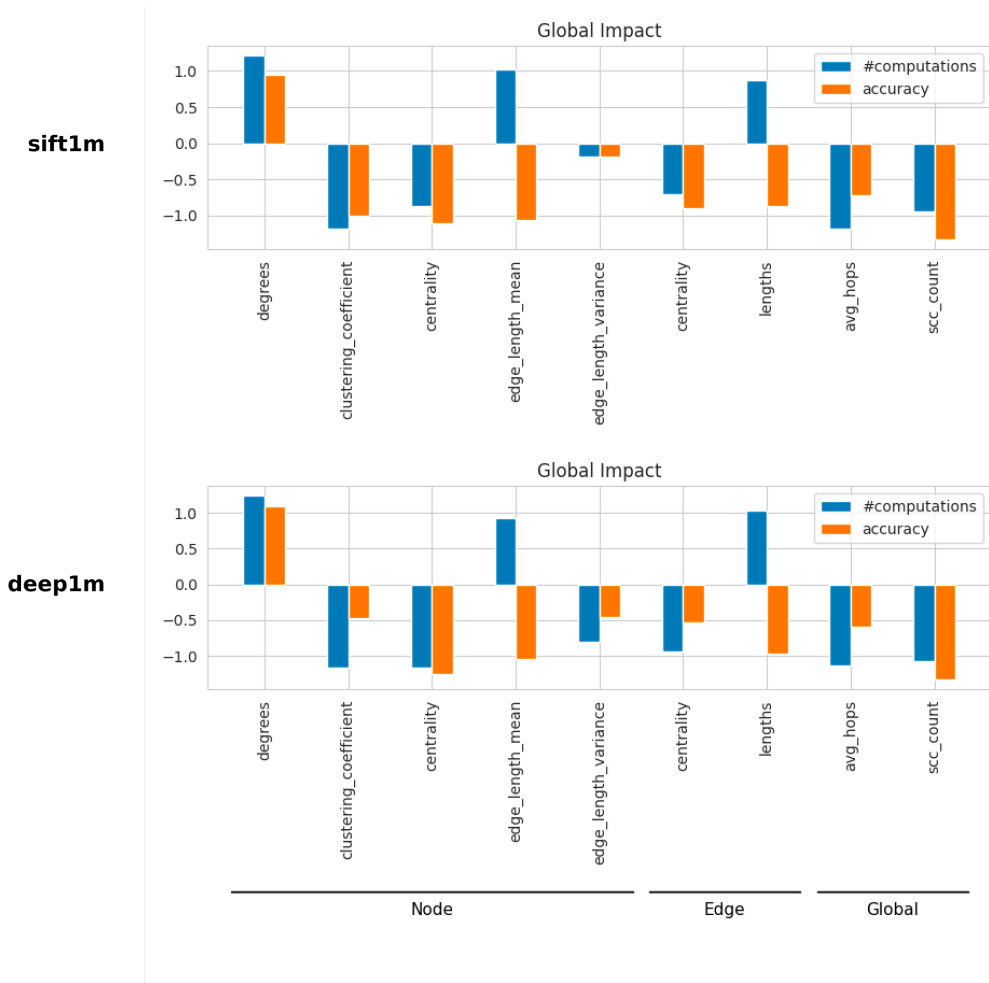 Global Impact
#computations
accuracy
1.0
0.5
0.0
−0.5
−1.0
sift1m
degrees
clustering_coefficient
centrality
edge_length_mean
edge_length_variance
centrality
lengths
avg_hops
scc_count
Global Impact
#computations
accuracy
1.0
0.5
0.0
−0.5
−1.0
deep1m
degrees
clustering_coefficient
centrality
edge_length_mean
edge_length_variance
centrality
lengths
avg_hops
scc_count
Node
Edge
Global